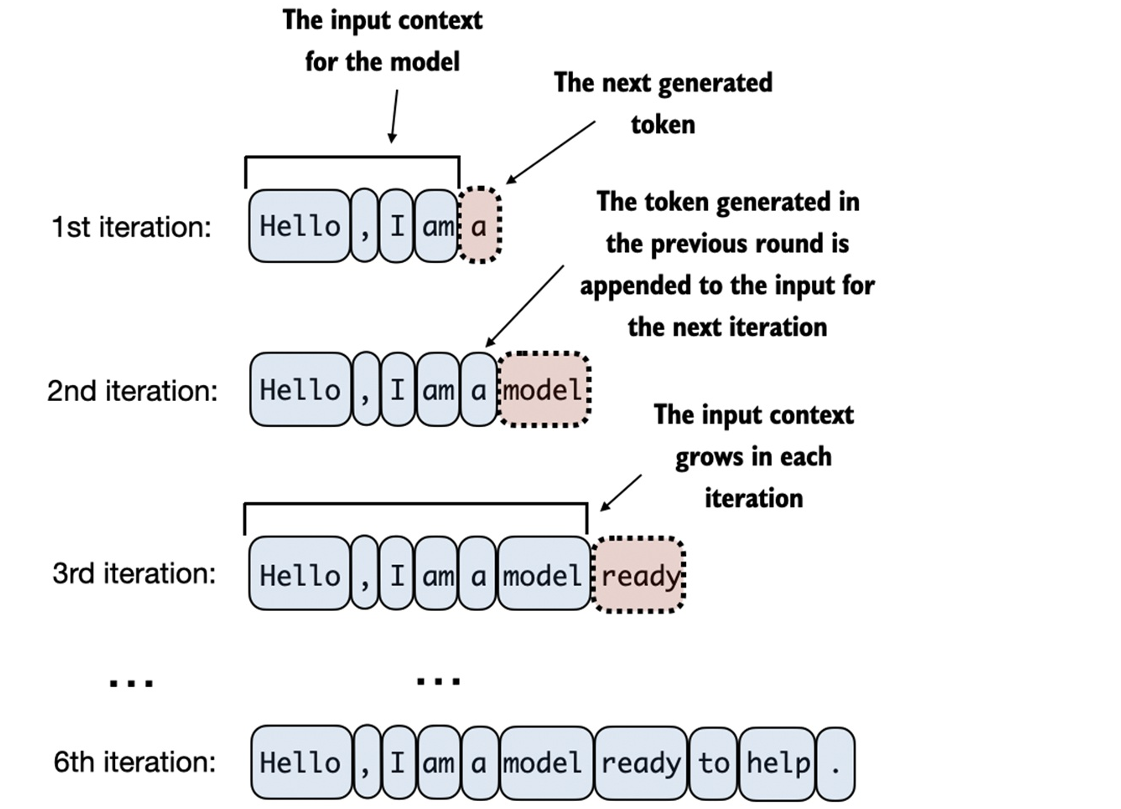 The input context
for the model
The next generated
token
1st iteration: Hello , I am a
The token generated in
the previous round is
appended to the input for
the next iteration
2nd iteration: Hello , I am a model
The input context
grows in each
iteration
3rd iteration: Hello , I am a model ready
... ...
6th iteration: Hello , I am a model ready to help .